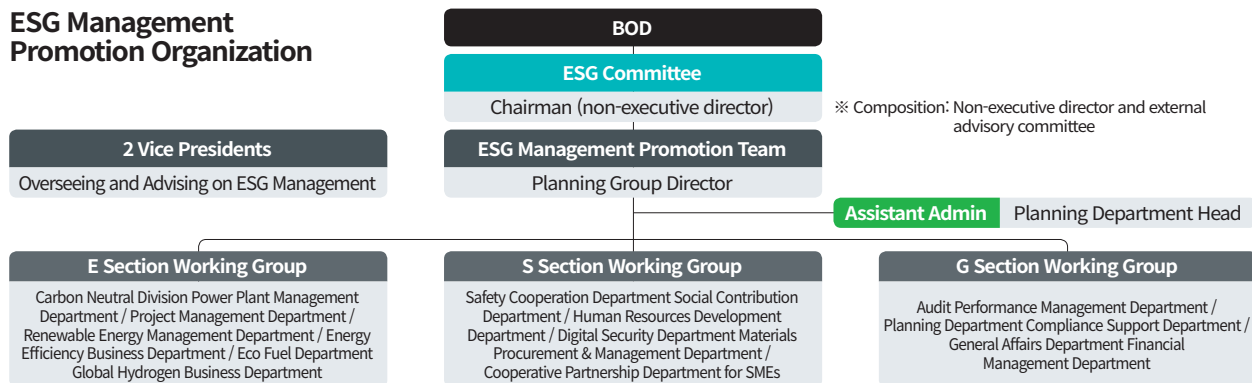 ESG Management
Promotion Organization
BOD
ESG Committee
Chairman (non-executive director)
※ Composition: Non-executive director and external
advisory committee
2 Vice Presidents
Overseeing and Advising on ESG Management
ESG Management Promotion Team
Planning Group Director
Assistant Admin
Planning Department Head
E Section Working Group
Carbon Neutral Division Power Plant Management
Department / Project Management Department /
Renewable Energy Management Department / Energy
Efficiency Business Department / Eco Fuel Department
Global Hydrogen Business Department
S Section Working Group
Safety Cooperation Department Social Contribution
Department / Human Resources Development
Department / Digital Security Department Materials
Procurement & Management Department /
Cooperative Partnership Department for SMEs
G Section Working Group
Audit Performance Management Department /
Planning Department Compliance Support Department /
General Affairs Department Financial
Management Department